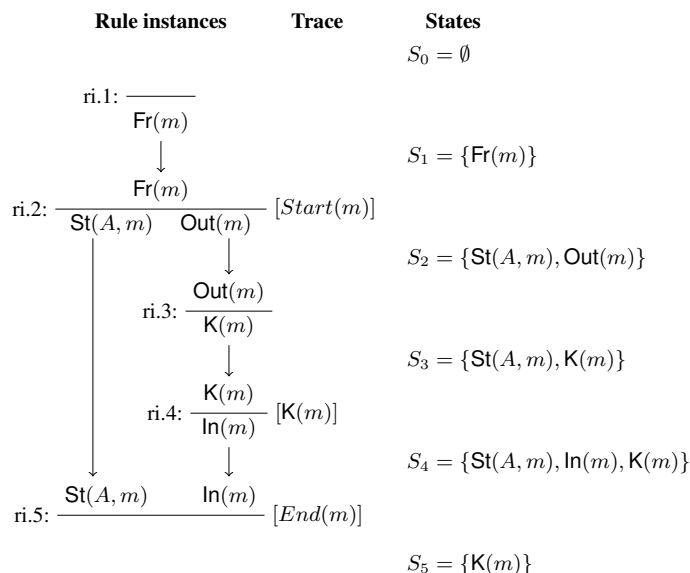 Rule instances Trace States
S₀ = ∅
ri.1:
Fr(m)
S₁ = {Fr(m)}
Fr(m)
ri.2: [Start(m)]
St(A, m) Out(m)
S₂ = {St(A, m), Out(m)}
Out(m)
ri.3:
K(m)
S₃ = {St(A, m), K(m)}
K(m)
ri.4: [K(m)]
In(m)
S₄ = {St(A, m), In(m), K(m)}
St(A, m) In(m)
ri.5: [End(m)]
S₅ = {K(m)}